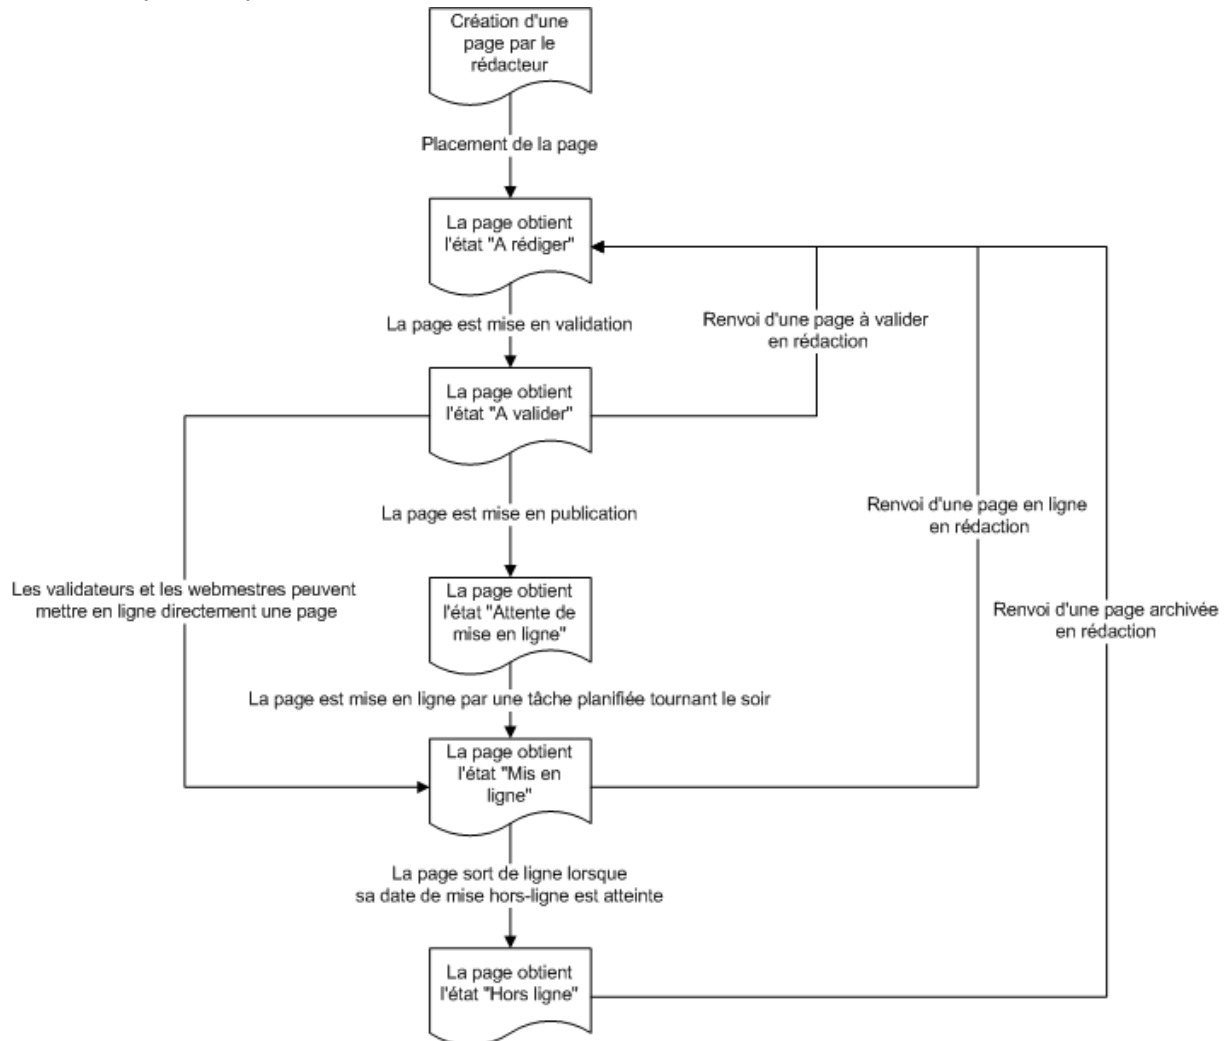 Création d'une
page par le
rédacteur
Placement de la page
La page obtient
l'état "A rédiger"
La page est mise en validation
Renvoi d'une page à valider
en rédaction
La page obtient
l'état "A valider"
Renvoi d'une page en ligne
en rédaction
La page est mise en publication
Les validateurs et les webmestres peuvent
mettre en ligne directement une page
La page obtient
l'état "Attente de
mise en ligne"
Renvoi d'une page archivée
en rédaction
La page est mise en ligne par une tâche planifiée tournant le soir
La page obtient
l'état "Mis en
ligne"
La page sort de ligne lorsque
sa date de mise hors-ligne est atteinte
La page obtient
l'état "Hors ligne"